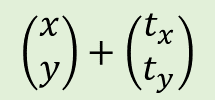 (x) + (t_x)
(y)   (t_y)